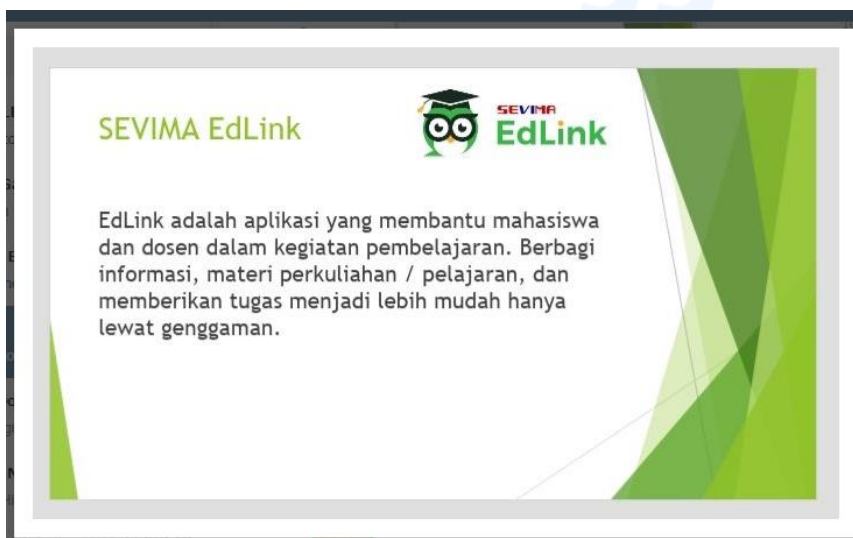 SEVIMA EdLink
SEVIMA
EdLink
EdLink adalah aplikasi yang membantu mahasiswa
dan dosen dalam kegiatan pembelajaran. Berbagi
informasi, materi perkuliahan / pelajaran, dan
memberikan tugas menjadi lebih mudah hanya
lewat genggaman.